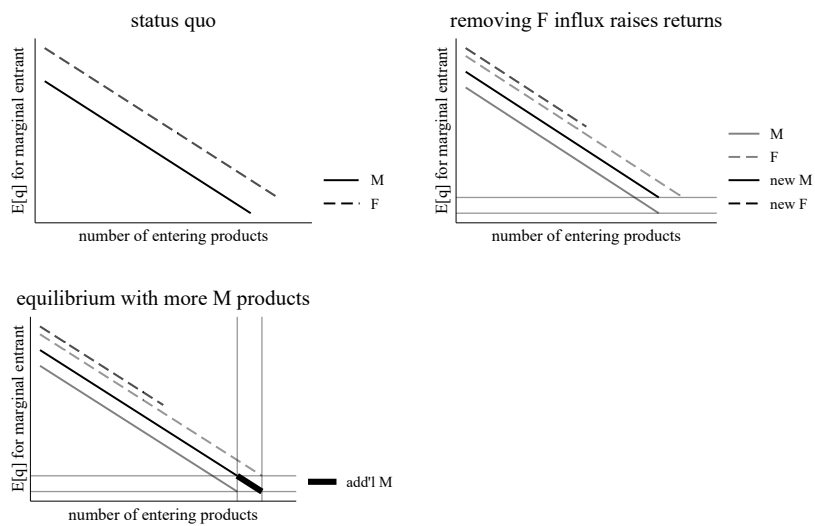 status quo
E[q] for marginal entrant
number of entering products
M
F
removing F influx raises returns
E[q] for marginal entrant
number of entering products
M
F
new M
new F
equilibrium with more M products
E[q] for marginal entrant
number of entering products
add'l M